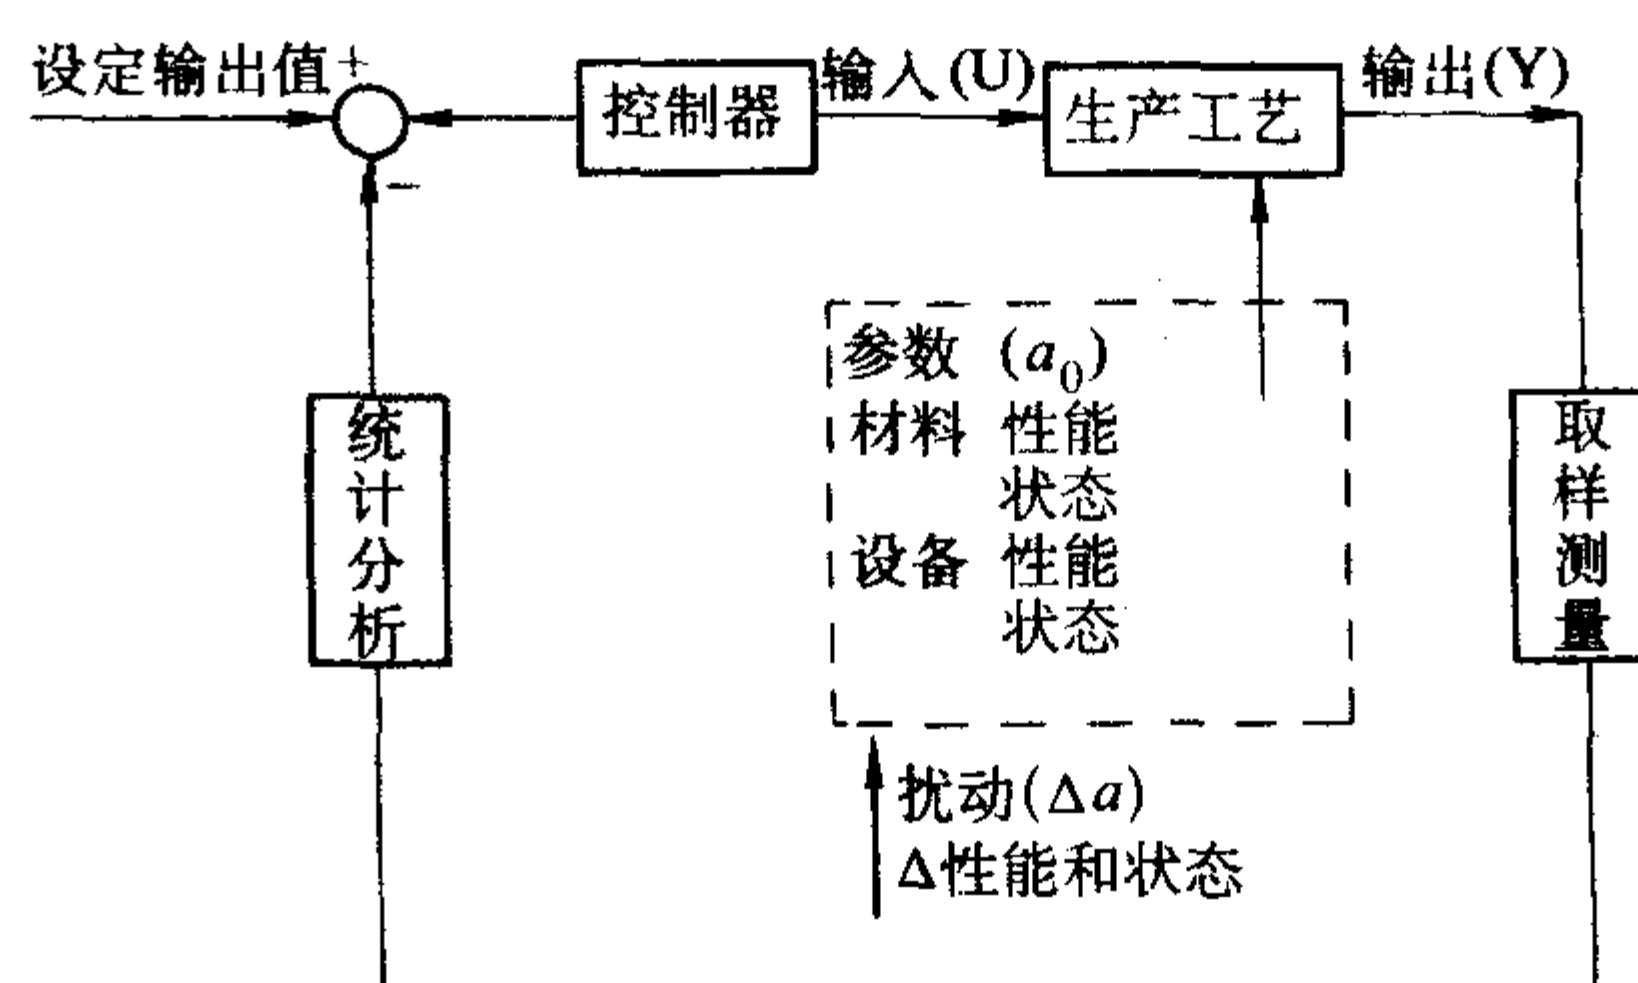 设定输出值+
控制器
输入(U)
生产工艺
输出(Y)
−
参数 (a₀)
材料 性能
状态
设备 性能
状态
统计分析
取样测量
扰动(Δa)
Δ性能和状态